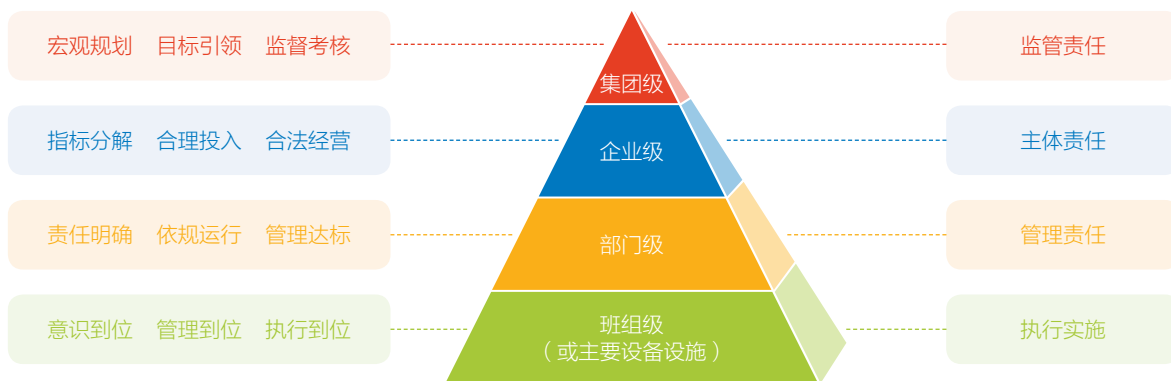 宏观规划 目标引领 监督考核
集团级
监管责任
指标分解 合理投入 合法经营
企业级
主体责任
责任明确 依规运行 管理达标
部门级
管理责任
意识到位 管理到位 执行到位
班组级
（或主要设备设施）
执行实施